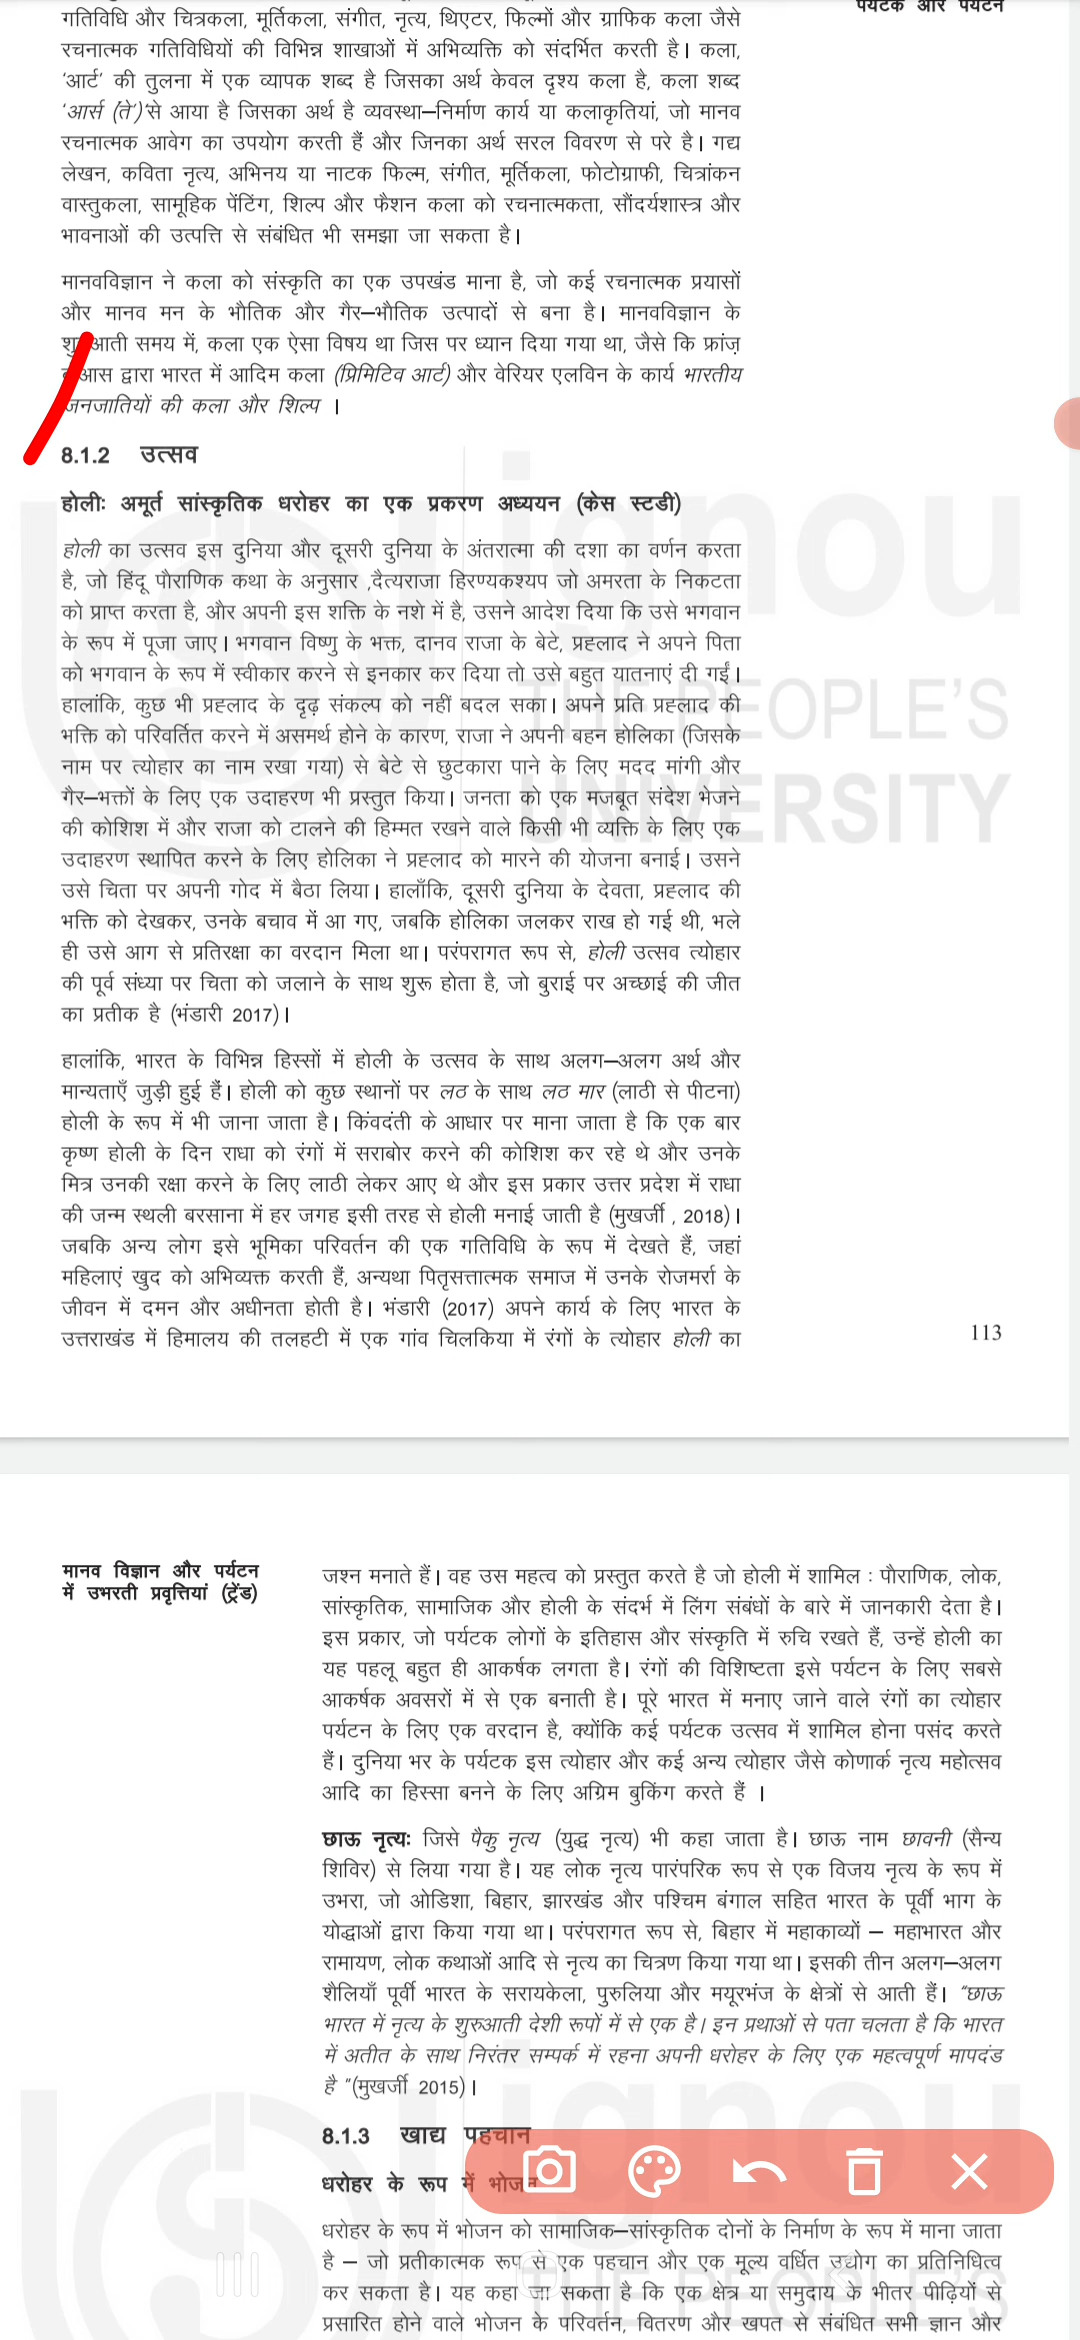 पर्यटक और पर्यटन
गतिविधि और चित्रकला, मूर्तिकला, संगीत, नृत्य, थिएटर, फिल्मों और ग्राफिक कला जैसे
रचनात्मक गतिविधियों की विभिन्न शाखाओं में अभिव्यक्ति को संदर्भित करती है। कला,
'आर्ट' की तुलना में एक व्यापक शब्द है जिसका अर्थ केवल दृश्य कला है, कला शब्द
'आर्स (ते')'से आया है जिसका अर्थ है व्यवस्था–निर्माण कार्य या कलाकृतियां, जो मानव
रचनात्मक आवेग का उपयोग करती हैं और जिनका अर्थ सरल विवरण से परे है। गद्य
लेखन, कविता नृत्य, अभिनय या नाटक फिल्म, संगीत, मूर्तिकला, फोटोग्राफी, चित्रांकन
वास्तुकला, सामूहिक पेंटिंग, शिल्प और फैशन कला को रचनात्मकता, सौंदर्यशास्त्र और
भावनाओं की उत्पत्ति से संबंधित भी समझा जा सकता है।
मानवविज्ञान ने कला को संस्कृति का एक उपखंड माना है, जो कई रचनात्मक प्रयासों
और मानव मन के भौतिक और गैर–भौतिक उत्पादों से बना है। मानवविज्ञान के
समय में, कला एक ऐसा विषय था जिस पर ध्यान दिया गया था, जैसे कि फ्रांज़
द्वारा भारत में आदिम कला (प्रिमिटिव आर्ट) और वेरियर एलविन के कार्य भारतीय
जनजातियों की कला और शिल्प ।
8.1.2 उत्सव
होलीः अमूर्त सांस्कृतिक धरोहर का एक प्रकरण अध्ययन (केस स्टडी)
होली का उत्सव इस दुनिया और दूसरी दुनिया के अंतरात्मा की दशा का वर्णन करता
है, जो हिंदू पौराणिक कथा के अनुसार ,दैत्यराजा हिरण्यकश्यप जो अमरता के निकटता
को प्राप्त करता है, और अपनी इस शक्ति के नशे में है, उसने आदेश दिया कि उसे भगवान
के रूप में पूजा जाए। भगवान विष्णु के भक्त, दानव राजा के बेटे, प्रह्लाद ने अपने पिता
को भगवान के रूप में स्वीकार करने से इनकार कर दिया तो उसे बहुत यातनाएं दी गईं।
हालांकि, कुछ भी प्रह्लाद के दृढ़ संकल्प को नहीं बदल सका। अपने प्रति प्रह्लाद की
भक्ति को परिवर्तित करने में असमर्थ होने के कारण, राजा ने अपनी बहन होलिका (जिसके
नाम पर त्योहार का नाम रखा गया) से बेटे से छुटकारा पाने के लिए मदद मांगी और
गैर–भक्तों के लिए एक उदाहरण भी प्रस्तुत किया। जनता को एक मजबूत संदेश भेजने
की कोशिश में और राजा को टालने की हिम्मत रखने वाले किसी भी व्यक्ति के लिए एक
उदाहरण स्थापित करने के लिए होलिका ने प्रह्लाद को मारने की योजना बनाई। उसने
उसे चिता पर अपनी गोद में बैठा लिया। हालाँकि, दूसरी दुनिया के देवता, प्रह्लाद की
भक्ति को देखकर, उनके बचाव में आ गए, जबकि होलिका जलकर राख हो गई थी, भले
ही उसे आग से प्रतिरक्षा का वरदान मिला था। परंपरागत रूप से, होली उत्सव त्योहार
की पूर्व संध्या पर चिता को जलाने के साथ शुरू होता है, जो बुराई पर अच्छाई की जीत
का प्रतीक है (भंडारी 2017)।
हालांकि, भारत के विभिन्न हिस्सों में होली के उत्सव के साथ अलग–अलग अर्थ और
मान्यताएँ जुड़ी हुई हैं। होली को कुछ स्थानों पर लठ के साथ लठ मार (लाठी से पीटना)
होली के रूप में भी जाना जाता है। किंवदंती के आधार पर माना जाता है कि एक बार
कृष्ण होली के दिन राधा को रंगों में सराबोर करने की कोशिश कर रहे थे और उनके
मित्र उनकी रक्षा करने के लिए लाठी लेकर आए थे और इस प्रकार उत्तर प्रदेश में राधा
की जन्म स्थली बरसाना में हर जगह इसी तरह से होली मनाई जाती है (मुखर्जी , 2018)।
जबकि अन्य लोग इसे भूमिका परिवर्तन की एक गतिविधि के रूप में देखते हैं, जहां
महिलाएं खुद को अभिव्यक्त करती हैं, अन्यथा पितृसत्तात्मक समाज में उनके रोजमर्रा के
जीवन में दमन और अधीनता होती है। भंडारी (2017) अपने कार्य के लिए भारत के
उत्तराखंड में हिमालय की तलहटी में एक गांव चिलकिया में रंगों के त्योहार होली का
113
मानव विज्ञान और पर्यटन
में उभरती प्रवृत्तियां (ट्रेंड)
जश्न मनाते हैं। वह उस महत्व को प्रस्तुत करते है जो होली में शामिल : पौराणिक, लोक,
सांस्कृतिक, सामाजिक और होली के संदर्भ में लिंग संबंधों के बारे में जानकारी देता है।
इस प्रकार, जो पर्यटक लोगों के इतिहास और संस्कृति में रुचि रखते हैं, उन्हें होली का
यह पहलू बहुत ही आकर्षक लगता है। रंगों की विशिष्टता इसे पर्यटन के लिए सबसे
आकर्षक अवसरों में से एक बनाती है। पूरे भारत में मनाए जाने वाले रंगों का त्योहार
पर्यटन के लिए एक वरदान है, क्योंकि कई पर्यटक उत्सव में शामिल होना पसंद करते
हैं। दुनिया भर के पर्यटक इस त्योहार और कई अन्य त्योहार जैसे कोणार्क नृत्य महोत्सव
आदि का हिस्सा बनने के लिए अग्रिम बुकिंग करते हैं ।
छाऊ नृत्यः जिसे पैकु नृत्य (युद्ध नृत्य) भी कहा जाता है। छाऊ नाम छावनी (सैन्य
शिविर) से लिया गया है। यह लोक नृत्य पारंपरिक रूप से एक विजय नृत्य के रूप में
उभरा, जो ओडिशा, बिहार, झारखंड और पश्चिम बंगाल सहित भारत के पूर्वी भाग के
योद्धाओं द्वारा किया गया था। परंपरागत रूप से, बिहार में महाकाव्यों – महाभारत और
रामायण, लोक कथाओं आदि से नृत्य का चित्रण किया गया था। इसकी तीन अलग–अलग
शैलियाँ पूर्वी भारत के सरायकेला, पुरुलिया और मयूरभंज के क्षेत्रों से आती हैं। "छाऊ
भारत में नृत्य के शुरुआती देशी रूपों में से एक है। इन प्रथाओं से पता चलता है कि भारत
में अतीत के साथ निरंतर सम्पर्क में रहना अपनी धरोहर के लिए एक महत्वपूर्ण मापदंड
है "(मुखर्जी 2015)।
8.1.3 खाद्य पहचान
धरोहर के रूप में भोजन
धरोहर के रूप में भोजन को सामाजिक–सांस्कृतिक दोनों के निर्माण के रूप में माना जाता
है – जो प्रतीकात्मक रूप से एक पहचान और एक मूल्य वर्धित उद्योग का प्रतिनिधित्व
कर सकता है। यह कहा जा सकता है कि एक क्षेत्र या समुदाय के भीतर पीढ़ियों से
प्रसारित होने वाले भोजन के परिवर्तन, वितरण और खपत से संबंधित सभी ज्ञान और
ignou
THE PEOPLE'S
UNIVERSITY